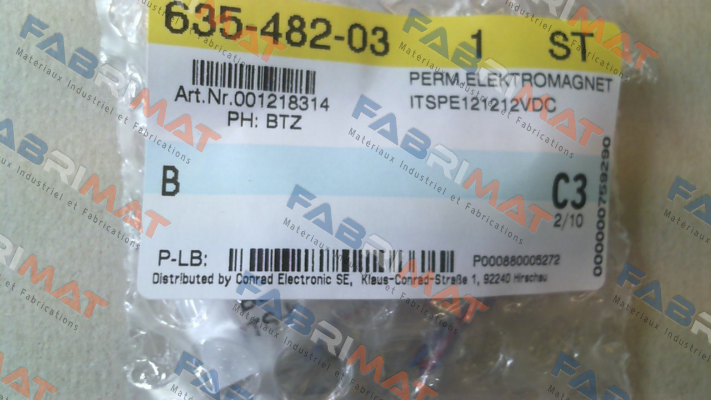 635-482-03 1 ST
Art.Nr.001218314
PH: BTZ
PERM.ELEKTROMAGNET
ITSPE121212VDC
B
C3
2/10
000000759290
P-LB:
P000880005272
Distributed by Conrad Electronic SE, Klaus-Conrad-Straße 1, 92240 Hirschau
FABRIMAT
Materiaux Industriel et Fabrications